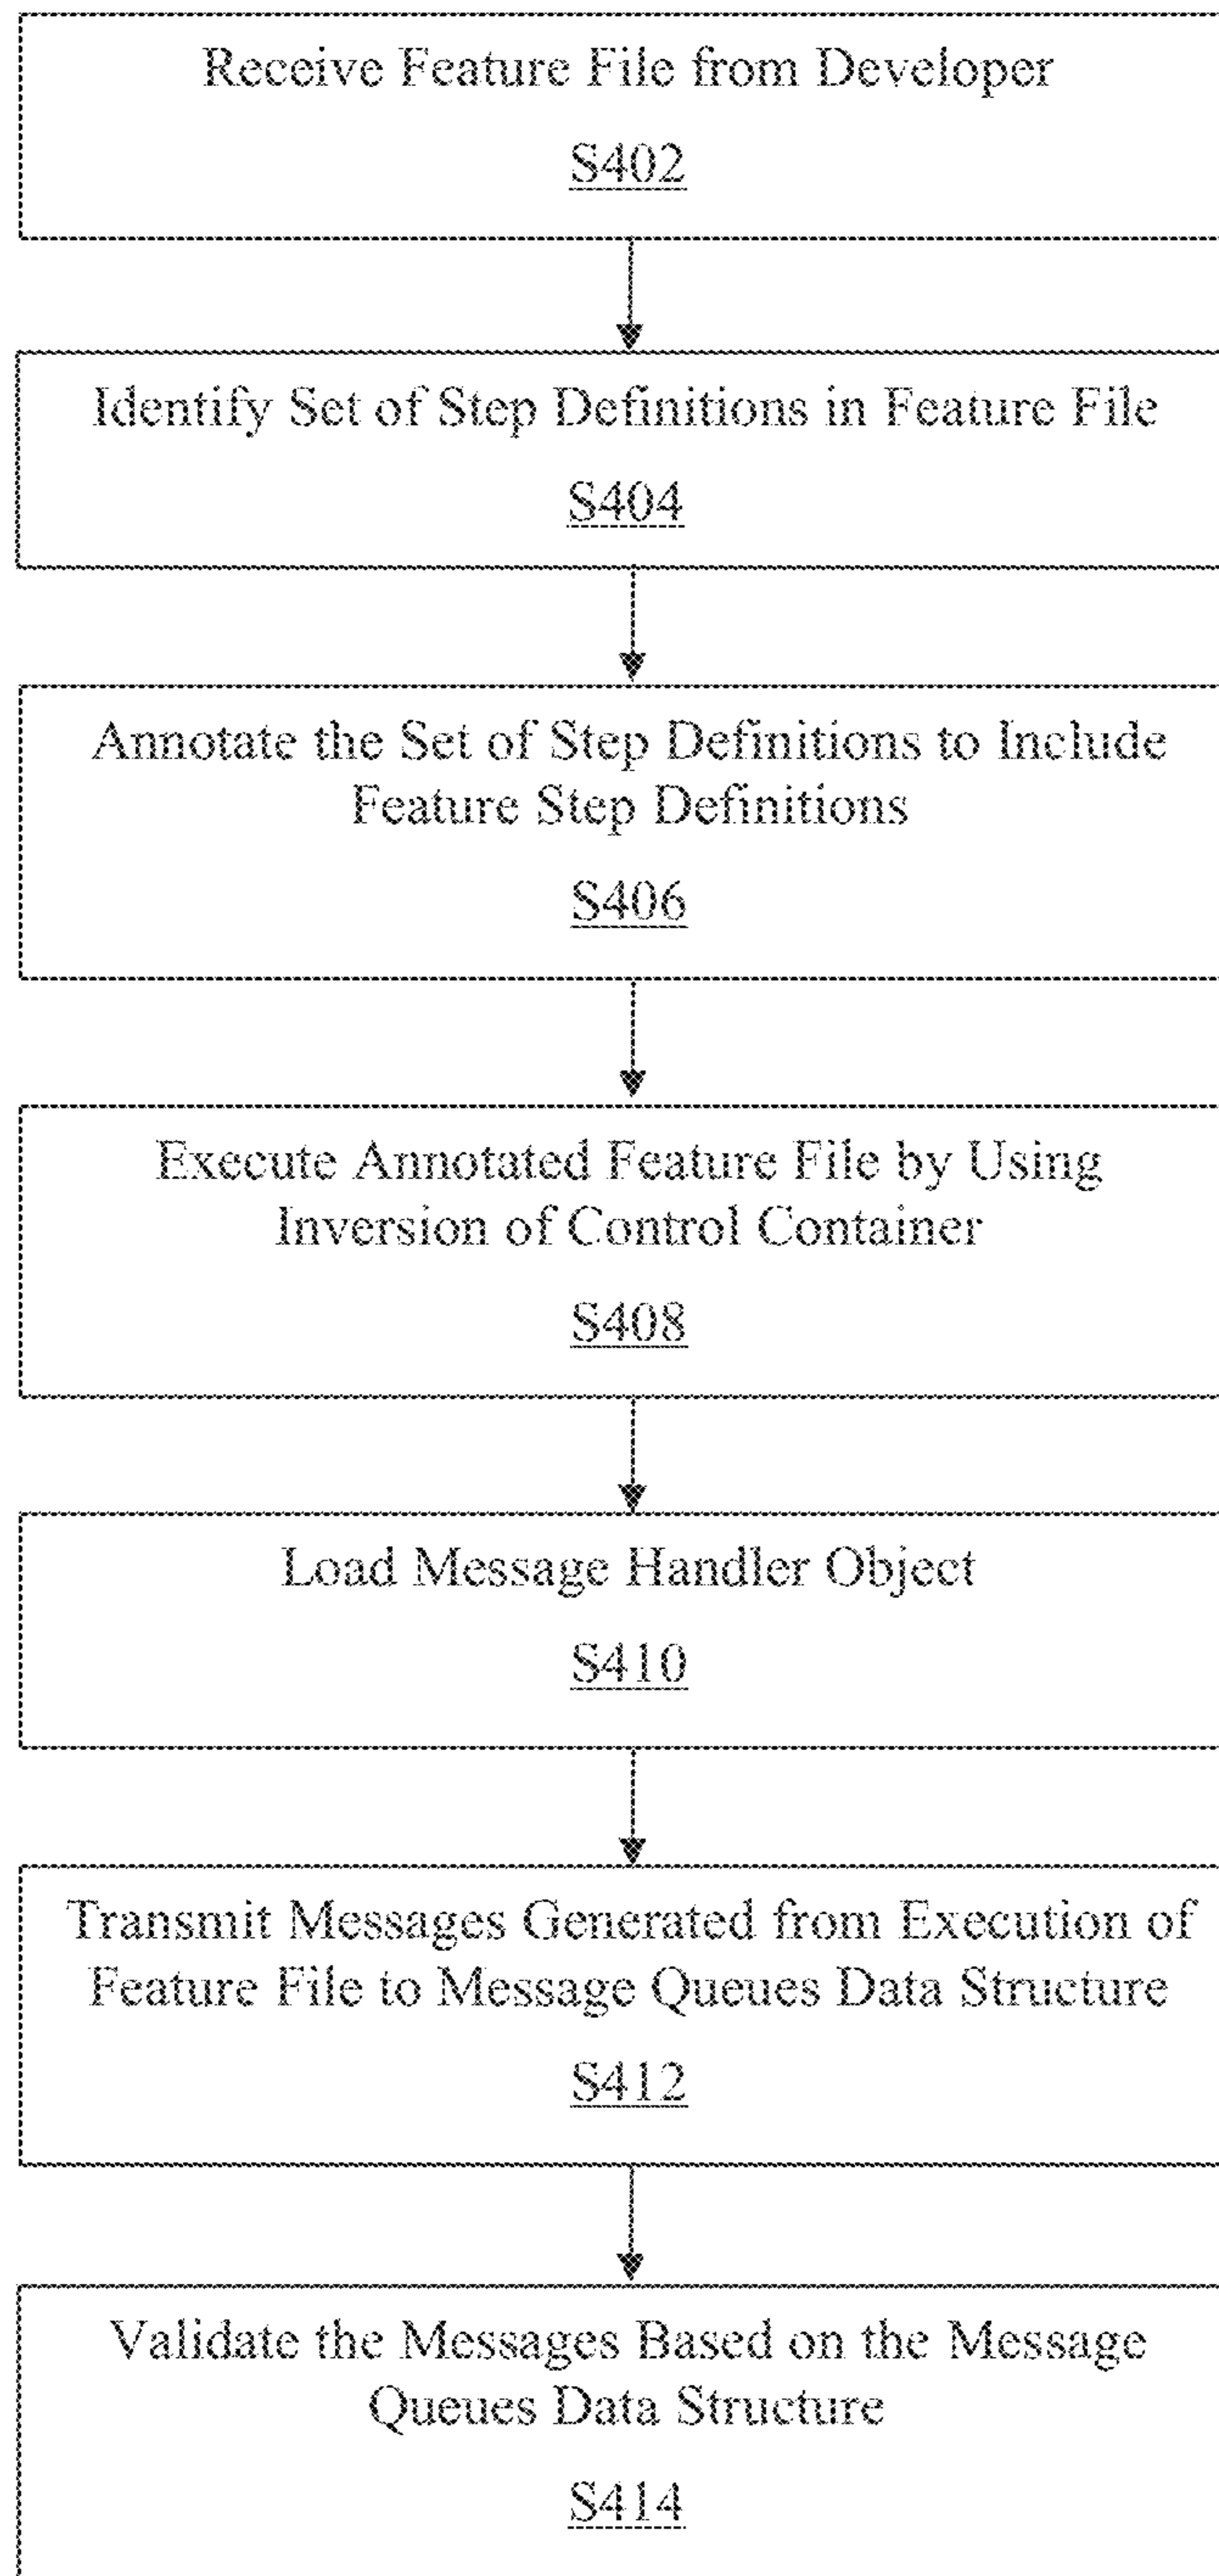 Receive Feature File from Developer
S402
Identify Set of Step Definitions in Feature File
S404
Annotate the Set of Step Definitions to Include
Feature Step Definitions
S406
Execute Annotated Feature File by Using
Inversion of Control Container
S408
Load Message Handler Object
S410
Transmit Messages Generated from Execution of
Feature File to Message Queues Data Structure
S412
Validate the Messages Based on the Message
Queues Data Structure
S414